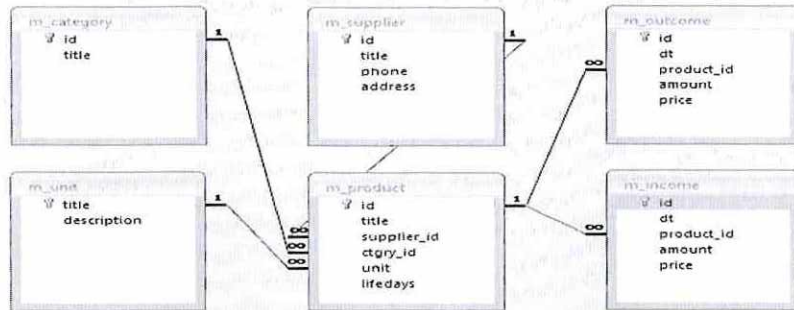 m_category
id
title
m_supplier
id
title
phone
address
m_outcome
id
dt
product_id
amount
price
m_unit
title
description
m_product
id
title
supplier_id
ctgry_id
unit
lifedays
m_income
id
dt
product_id
amount
price
1
1
∞
1
∞
∞
∞
1
∞